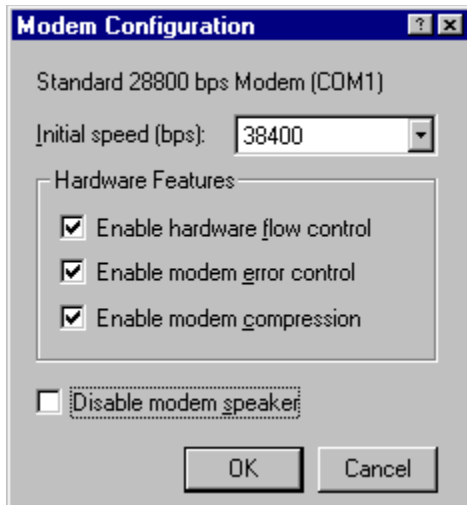 Modem Configuration
Standard 28800 bps Modem (COM1)
Initial speed (bps): 38400
Hardware Features
Enable hardware flow control
Enable modem error control
Enable modem compression
Disable modem speaker
OK Cancel